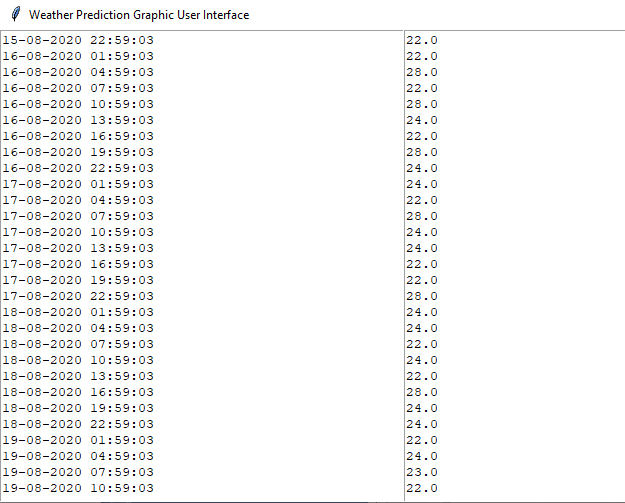 Weather Prediction Graphic User Interface
15-08-2020 22:59:03 22.0
16-08-2020 01:59:03 22.0
16-08-2020 04:59:03 28.0
16-08-2020 07:59:03 22.0
16-08-2020 10:59:03 28.0
16-08-2020 13:59:03 24.0
16-08-2020 16:59:03 22.0
16-08-2020 19:59:03 28.0
16-08-2020 22:59:03 24.0
17-08-2020 01:59:03 24.0
17-08-2020 04:59:03 22.0
17-08-2020 07:59:03 28.0
17-08-2020 10:59:03 24.0
17-08-2020 13:59:03 24.0
17-08-2020 16:59:03 22.0
17-08-2020 19:59:03 22.0
17-08-2020 22:59:03 28.0
18-08-2020 01:59:03 24.0
18-08-2020 04:59:03 24.0
18-08-2020 07:59:03 22.0
18-08-2020 10:59:03 24.0
18-08-2020 13:59:03 22.0
18-08-2020 16:59:03 28.0
18-08-2020 19:59:03 24.0
18-08-2020 22:59:03 24.0
19-08-2020 01:59:03 22.0
19-08-2020 04:59:03 24.0
19-08-2020 07:59:03 23.0
19-08-2020 10:59:03 22.0